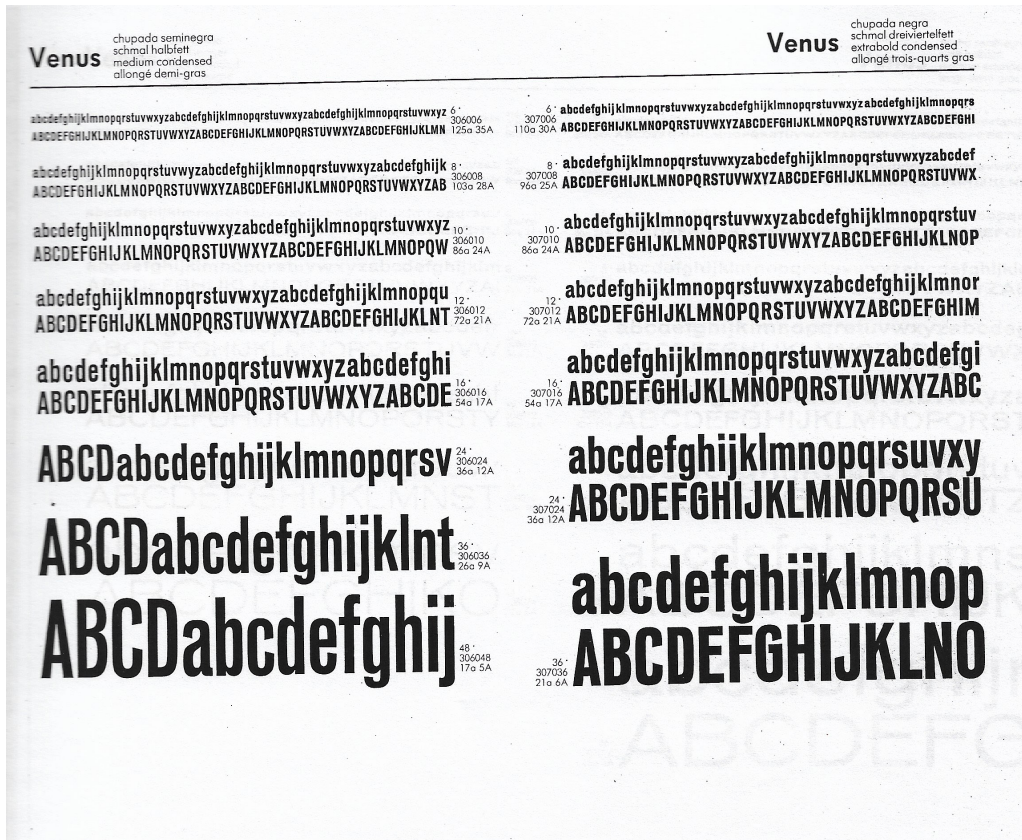 Venus
chupada seminegra
schmal halbfett
medium condensed
allongé demi-gras
abcdefghijklmnopqrstuvwxyzabcdefghijklmnopqrstuvwxyzabcdefghijklmnopqrstuvwxyz
ABCDEFGHIJKLMNOPQRSTUVWXYZABCDEFGHIJKLMNOPQRSTUVWXYZABCDEFGHIJKLMN
6·
306006
125a 35A
abcdefghijklmnopqrstuvwyzabcdefghijklmnopqrstuvwxyzabcdefghijk
ABCDEFGHIJKLMNOPQRSTUVWXYZABCDEFGHIJKLMNOPQRSTUVWXYZAB
8·
306008
103a 28A
abcdefghijklmnopqrstuvwxyzabcdefghijklmnopqrstuvwxyz
ABCDEFGHIJKLMNOPQRSTUVWXYZABCDEFGHIJKLMNOPQW
10·
306010
86a 24A
abcdefghijklmnopqrstuvwxyzabcdefghijklmnopqu
ABCDEFGHIJKLMNOPQRSTUVWXYZABCDEFGHIJKLNT
12·
306012
72a 21A
abcdefghijklmnopqrstuvwxyzabcdefghi
ABCDEFGHIJKLMNOPQRSTUVWXYZABCDE
16·
306016
54a 17A
ABCDabcdefghijklmnopqrsv
24·
306024
36a 12A
ABCDabcdefghijklnt
36·
306036
26a 9A
ABCDabcdefghij
48·
306048
17a 5A
Venus
chupada negra
schmal dreiviertelfett
extrabold condensed
allongé trois-quarts gras
6·
307006
110a 30A
abcdefghijklmnopqrstuvwxyzabcdefghijklmnopqrstuvwxyzabcdefghijklmnopqrs
ABCDEFGHIJKLMNOPQRSTUVWXYZABCDEFGHIJKLMNOPQRSTUVWXYZABCDEFGHI
8·
307008
96a 25A
abcdefghijklmnopqrstuvwxyzabcdefghijklmnopqrstuvwxyzabcdef
ABCDEFGHIJKLMNOPQRSTUVWXYZABCDEFGHIJKLMNOPQRSTUVWX
10·
307010
86a 24A
abcdefghijklmnopqrstuvwxyzabcdefghijklmnopqrstuv
ABCDEFGHIJKLMNOPQRSTUVWXYZABCDEFGHIJKLNOP
12·
307012
72a 21A
abcdefghijklmnopqrstuvwxyzabcdefghijklmnor
ABCDEFGHIJKLMNOPQRSTUVWXYZABCDEFGHIM
16·
307016
54a 17A
abcdefghijklmnopqrstuvwxyzabcdefgi
ABCDEFGHIJKLMNOPQRSTUVWXYZABC
abcdefghijklmnopqrsuvxy
24·
307024
36a 12A
ABCDEFGHIJKLMNOPQRSU
abcdefghijklmnop
36·
307036
21a 6A
ABCDEFGHIJKLNO